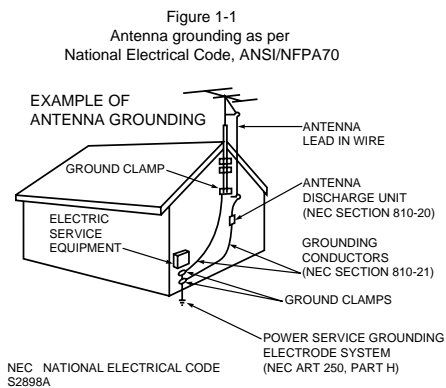 Figure 1-1
Antenna grounding as per
National Electrical Code, ANSI/NFPA70
EXAMPLE OF
ANTENNA GROUNDING
ANTENNA
LEAD IN WIRE
GROUND CLAMP
ANTENNA
DISCHARGE UNIT
(NEC SECTION 810-20)
ELECTRIC
SERVICE
EQUIPMENT
GROUNDING
CONDUCTORS
(NEC SECTION 810-21)
GROUND CLAMPS
POWER SERVICE GROUNDING
ELECTRODE SYSTEM
(NEC ART 250, PART H)
NEC NATIONAL ELECTRICAL CODE
S2898A